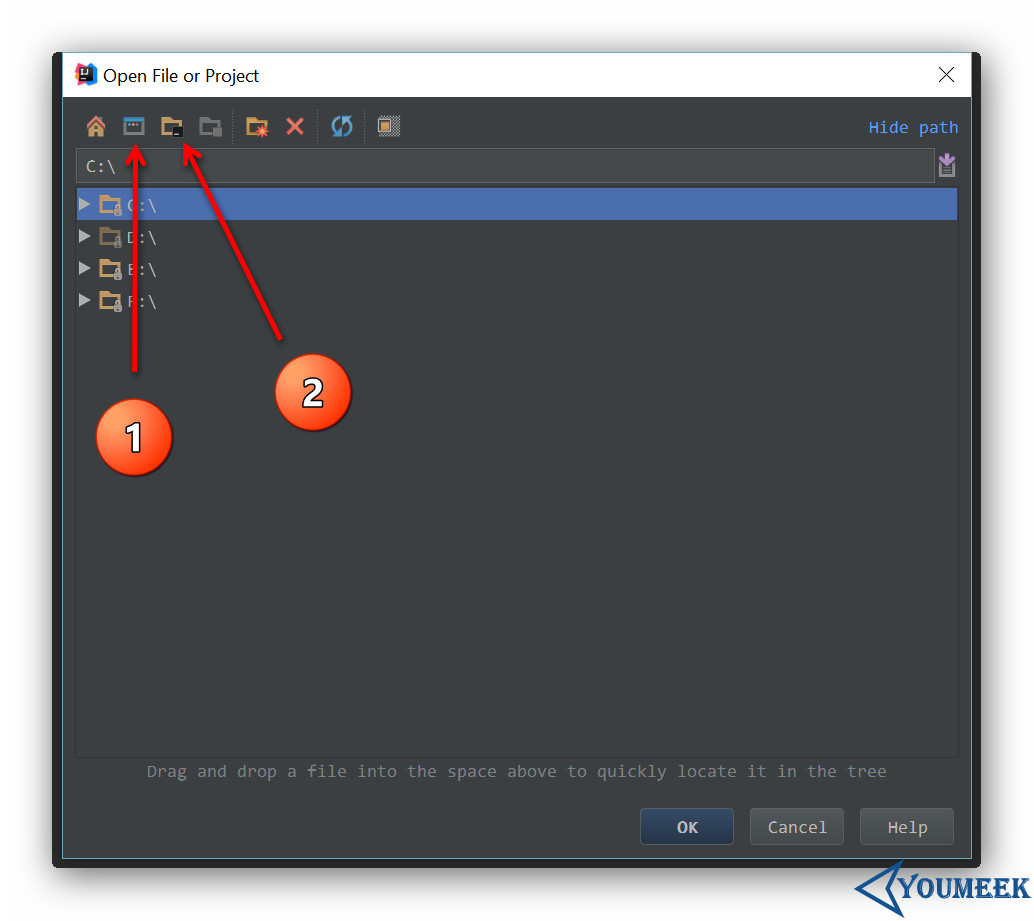 Open File or Project
Hide path
C:\
C:\
D:\
E:\
F:\
1
2
Drag and drop a file into the space above to quickly locate it in the tree
OK
Cancel
Help
YOUMEEK